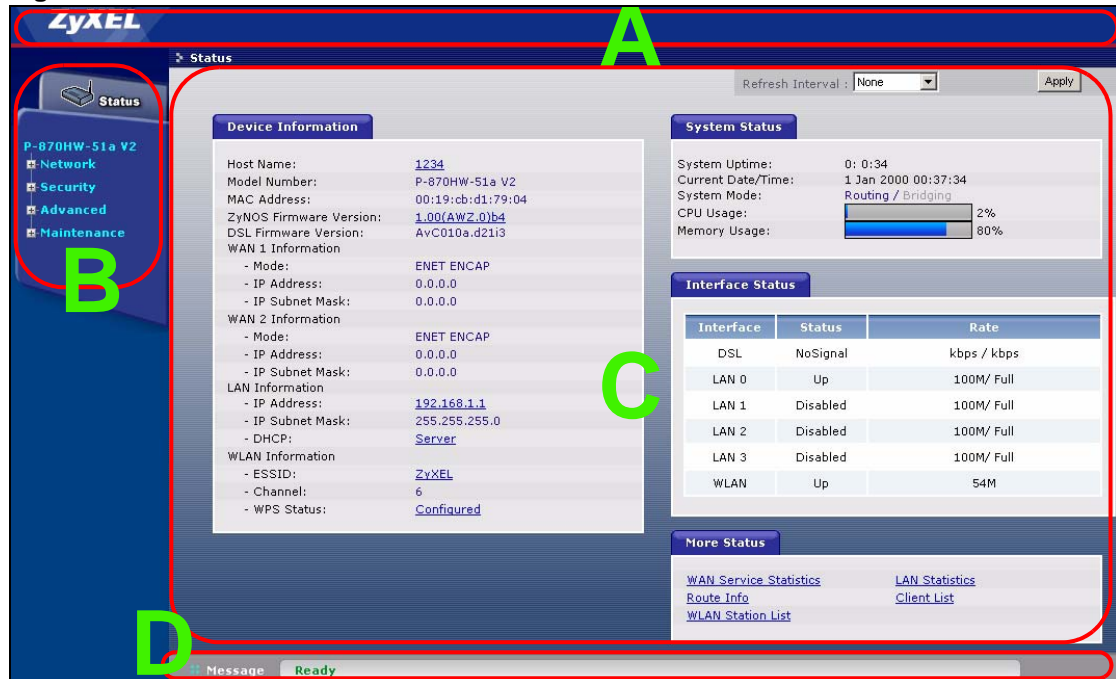 ZyXEL
A
Status
Refresh Interval : None Apply
Status
P-870HW-51a V2
Network
Security
Advanced
Maintenance
B
Device Information
Host Name: 1234
Model Number: P-870HW-51a V2
MAC Address: 00:19:cb:d1:79:04
ZyNOS Firmware Version: 1.00(AWZ.0)b4
DSL Firmware Version: AvC010a.d21i3
WAN 1 Information
- Mode: ENET ENCAP
- IP Address: 0.0.0.0
- IP Subnet Mask: 0.0.0.0
WAN 2 Information
- Mode: ENET ENCAP
- IP Address: 0.0.0.0
- IP Subnet Mask: 0.0.0.0
LAN Information
- IP Address: 192.168.1.1
- IP Subnet Mask: 255.255.255.0
- DHCP: Server
WLAN Information
- ESSID: ZyXEL
- Channel: 6
- WPS Status: Configured
C
System Status
System Uptime: 0: 0:34
Current Date/Time: 1 Jan 2000 00:37:34
System Mode: Routing / Bridging
CPU Usage: 2%
Memory Usage: 80%
Interface Status
Interface Status Rate
DSL NoSignal kbps / kbps
LAN 0 Up 100M/ Full
LAN 1 Disabled 100M/ Full
LAN 2 Disabled 100M/ Full
LAN 3 Disabled 100M/ Full
WLAN Up 54M
More Status
WAN Service Statistics LAN Statistics
Route Info Client List
WLAN Station List
D
Message Ready